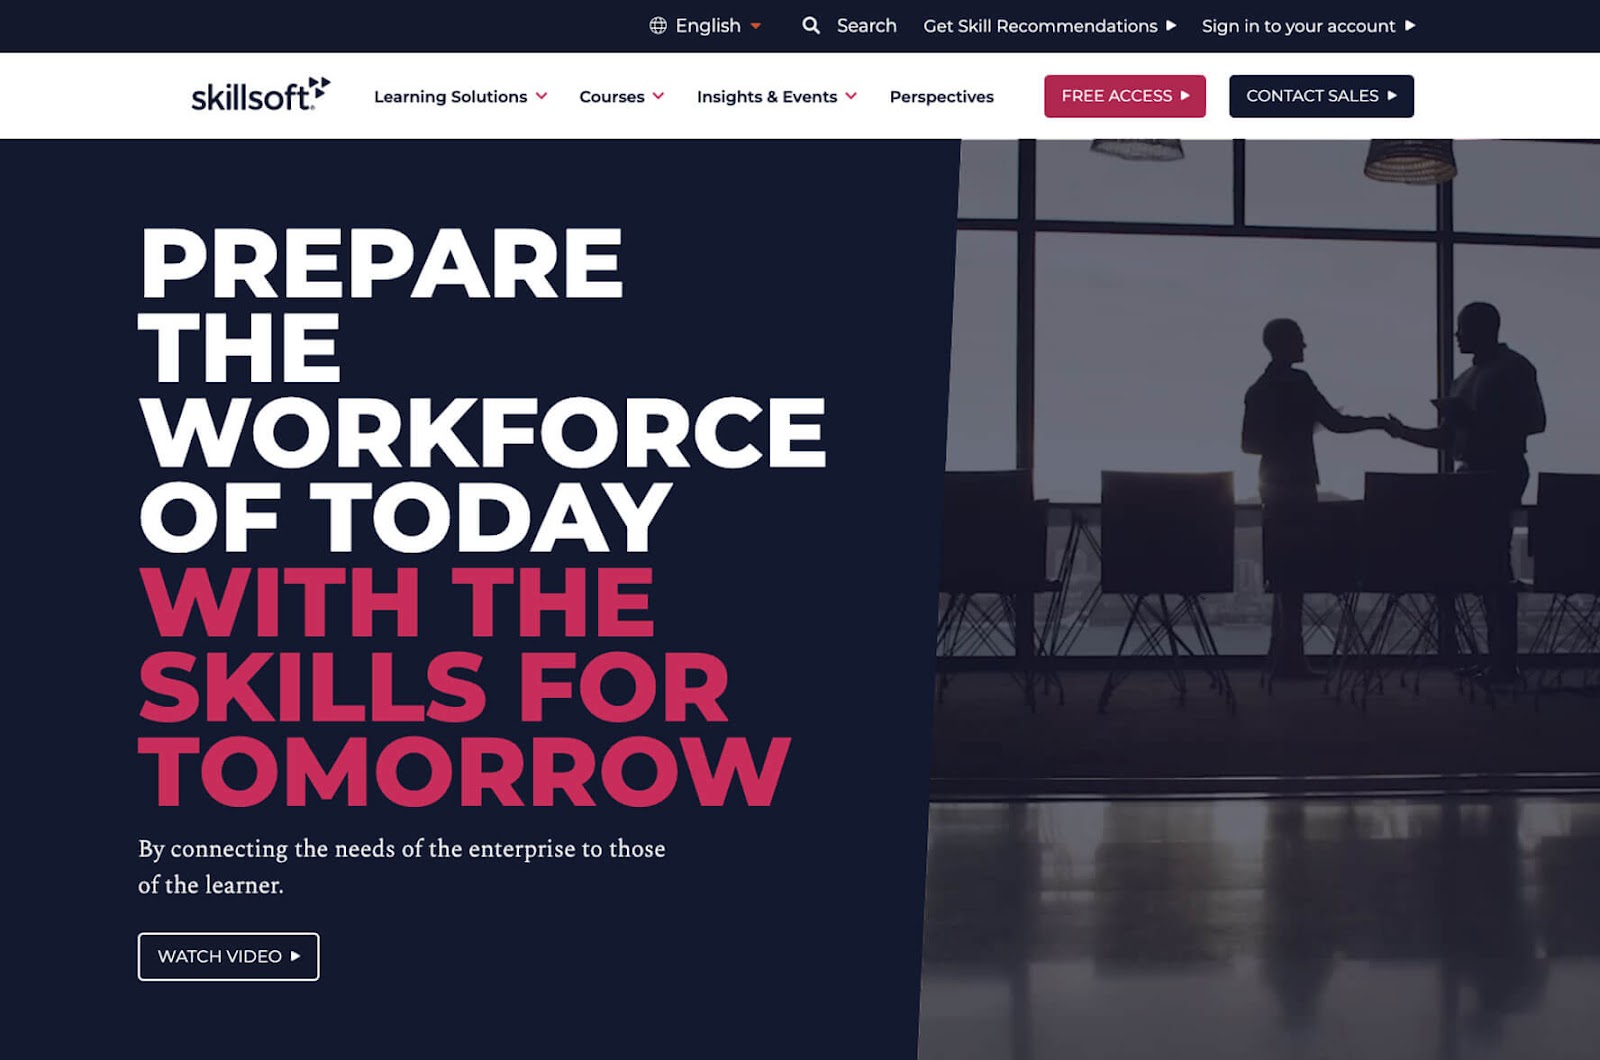 English
Search
Get Skill Recommendations
Sign in to your account
skillsoft
Learning Solutions
Courses
Insights & Events
Perspectives
FREE ACCESS
CONTACT SALES
PREPARE
THE
WORKFORCE
OF TODAY
WITH THE
SKILLS FOR
TOMORROW
By connecting the needs of the enterprise to those
of the learner.
WATCH VIDEO